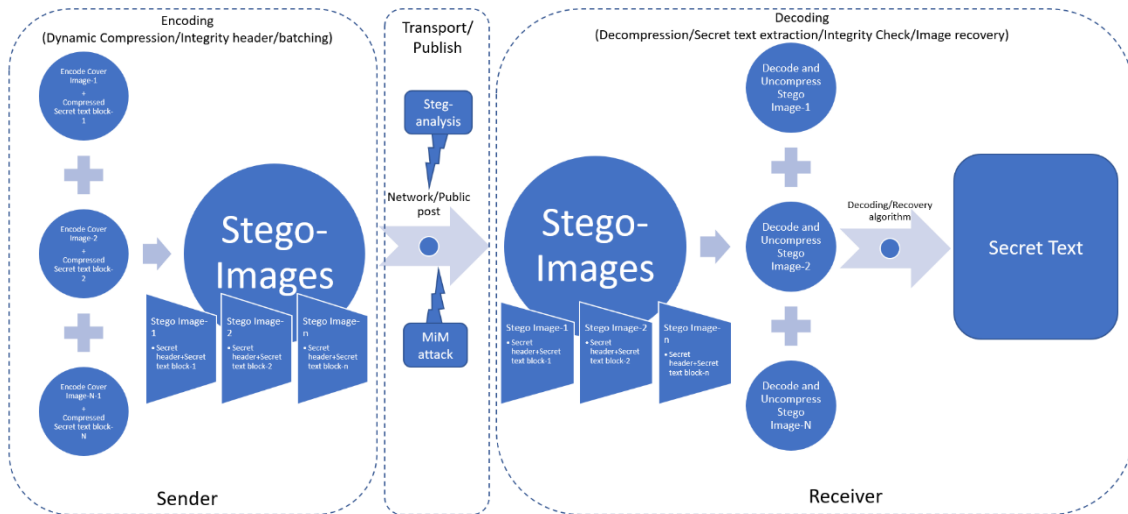 Encoding
(Dynamic Compression/Integrity header/batching)
Encode Cover
Image-1
+
Compressed
Secret text block-
1
Encode Cover
Image-2
+
Compressed
Secret text block-
2
Encode Cover
Image-N-1
+
Compressed
Secret text block-
N
Stego-
Images
Stego Image-
1
• Secret
header+Secret
text block-1
Stego Image-
2
• Secret
header+Secret
text block-2
Stego Image-
n
• Secret
header+Secret
text block-n
Sender
Transport/
Publish
Steg-
analysis
Network/Public
post
MiM
attack
Decoding
(Decompression/Secret text extraction/Integrity Check/Image recovery)
Stego-
Images
Stego Image-1
• Secret
header+Secret
text block-1
Stego Image-2
• Secret
header+Secret
text block-2
Stego Image-
n
• Secret
header+Secret
text block-n
Decode and
Uncompress
Stego
Image-1
Decode and
Uncompress
Stego
Image-2
Decode and
Uncompress
Stego
Image-N
Decoding/Recovery
algorithm
Secret Text
Receiver